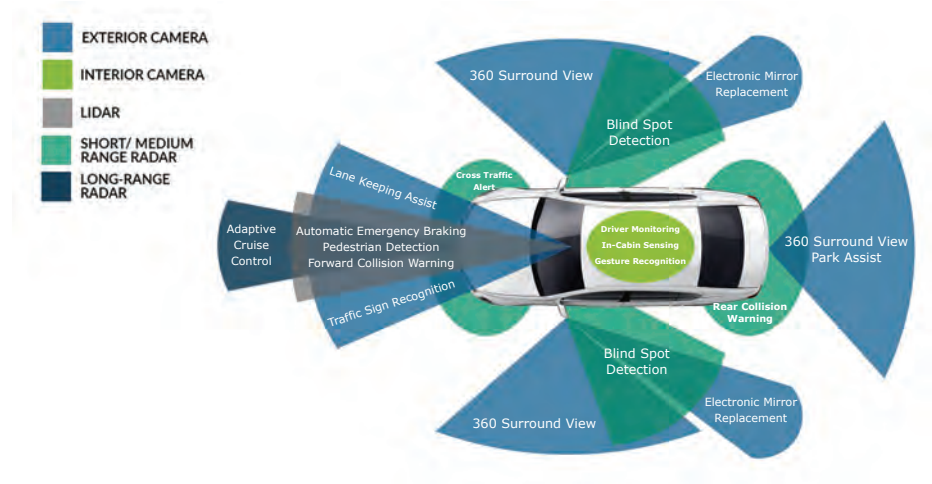 EXTERIOR CAMERA
INTERIOR CAMERA
LIDAR
SHORT/ MEDIUM
RANGE RADAR
LONG-RANGE
RADAR
360 Surround View
Electronic Mirror
Replacement
Blind Spot
Detection
Cross Traffic
Alert
Lane Keeping Assist
Adaptive
Cruise
Control
Automatic Emergency Braking
Pedestrian Detection
Forward Collision Warning
Driver Monitoring
In-Cabin Sensing
Gesture Recognition
360 Surround View
Park Assist
Traffic Sign Recognition
Rear Collision
Warning
Blind Spot
Detection
Electronic Mirror
Replacement
360 Surround View